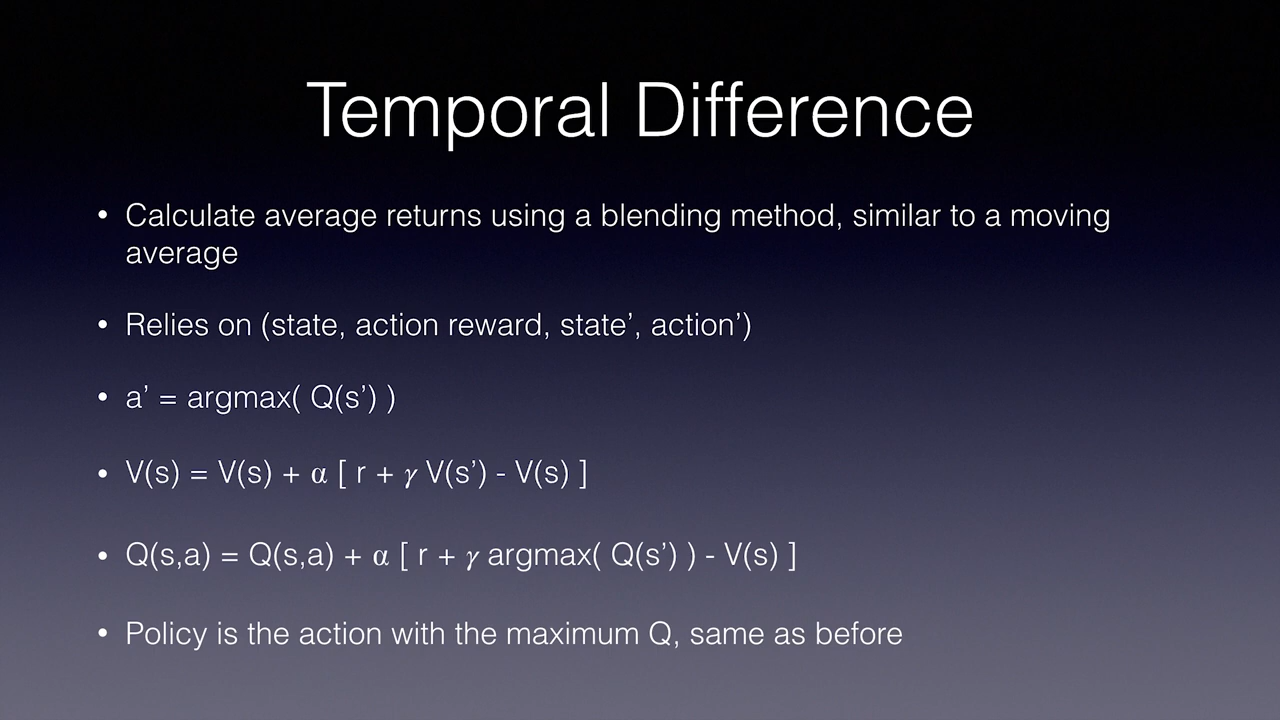 Temporal Difference
• Calculate average returns using a blending method, similar to a moving
average
• Relies on (state, action reward, state’, action’)
• a’ = argmax( Q(s’) )
• V(s) = V(s) + α [ r + γ V(s’) - V(s) ]
• Q(s,a) = Q(s,a) + α [ r + γ argmax( Q(s’) ) - V(s) ]
• Policy is the action with the maximum Q, same as before